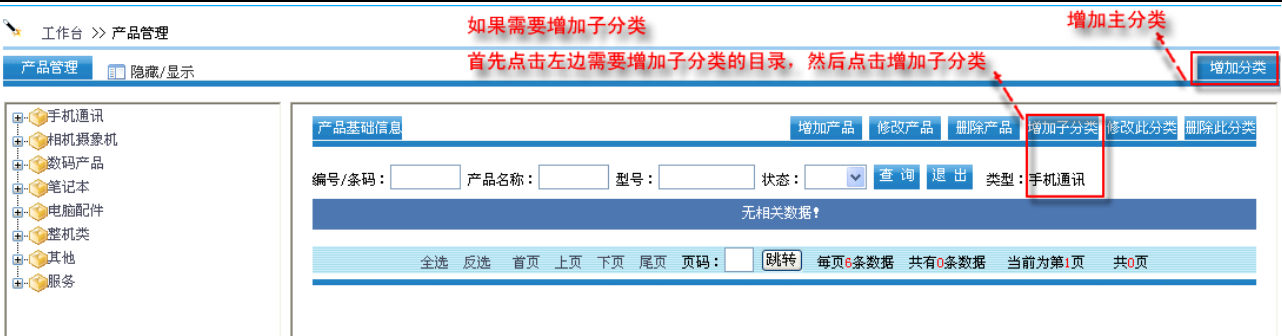 如果需要增加子分类
增加主分类
工作台 >> 产品管理
首先点击左边需要增加子分类的目录，然后点击增加子分类
产品管理 隐藏/显示
增加分类
手机通讯
相机摄象机
数码产品
笔记本
电脑配件
整机类
其他
服务
产品基础信息 增加产品 修改产品 删除产品 增加子分类 修改此分类 删除此分类
编号/条码： 产品名称： 型号： 状态： 查 询 退 出 类型：手机通讯
无相关数据！
全选 反选 首页 上页 下页 尾页 页码： 跳转 每页6条数据 共有0条数据 当前为第1页 共0页